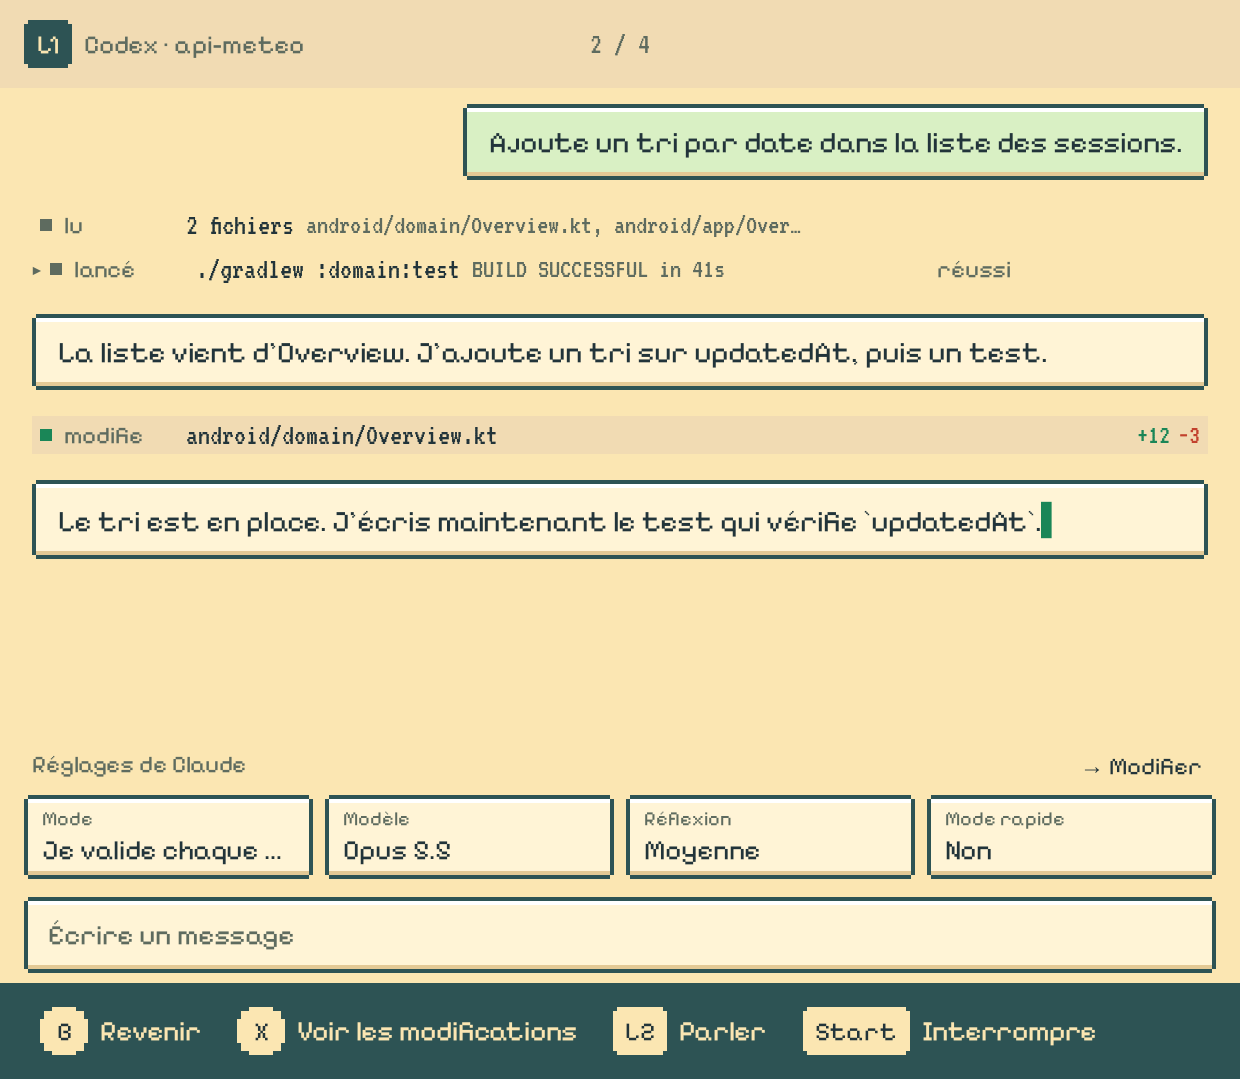 L1 Codex · api-meteo 2 / 4
Ajoute un tri par date dans la liste des sessions.
lu 2 fichiers android/domain/Overview.kt, android/app/Over…
▸ lancé ./gradlew :domain:test BUILD SUCCESSFUL in 41s réussi
La liste vient d’Overview. J’ajoute un tri sur updatedAt, puis un test.
modifie android/domain/Overview.kt +12 -3
Le tri est en place. J’écris maintenant le test qui vérifie `updatedAt`.
Réglages de Claude → Modifier
Mode Modèle Réflexion Mode rapide
Je valide chaque … Opus S.S Moyenne Non
Écrire un message
B Revenir X Voir les modifications L2 Parler Start Interrompre